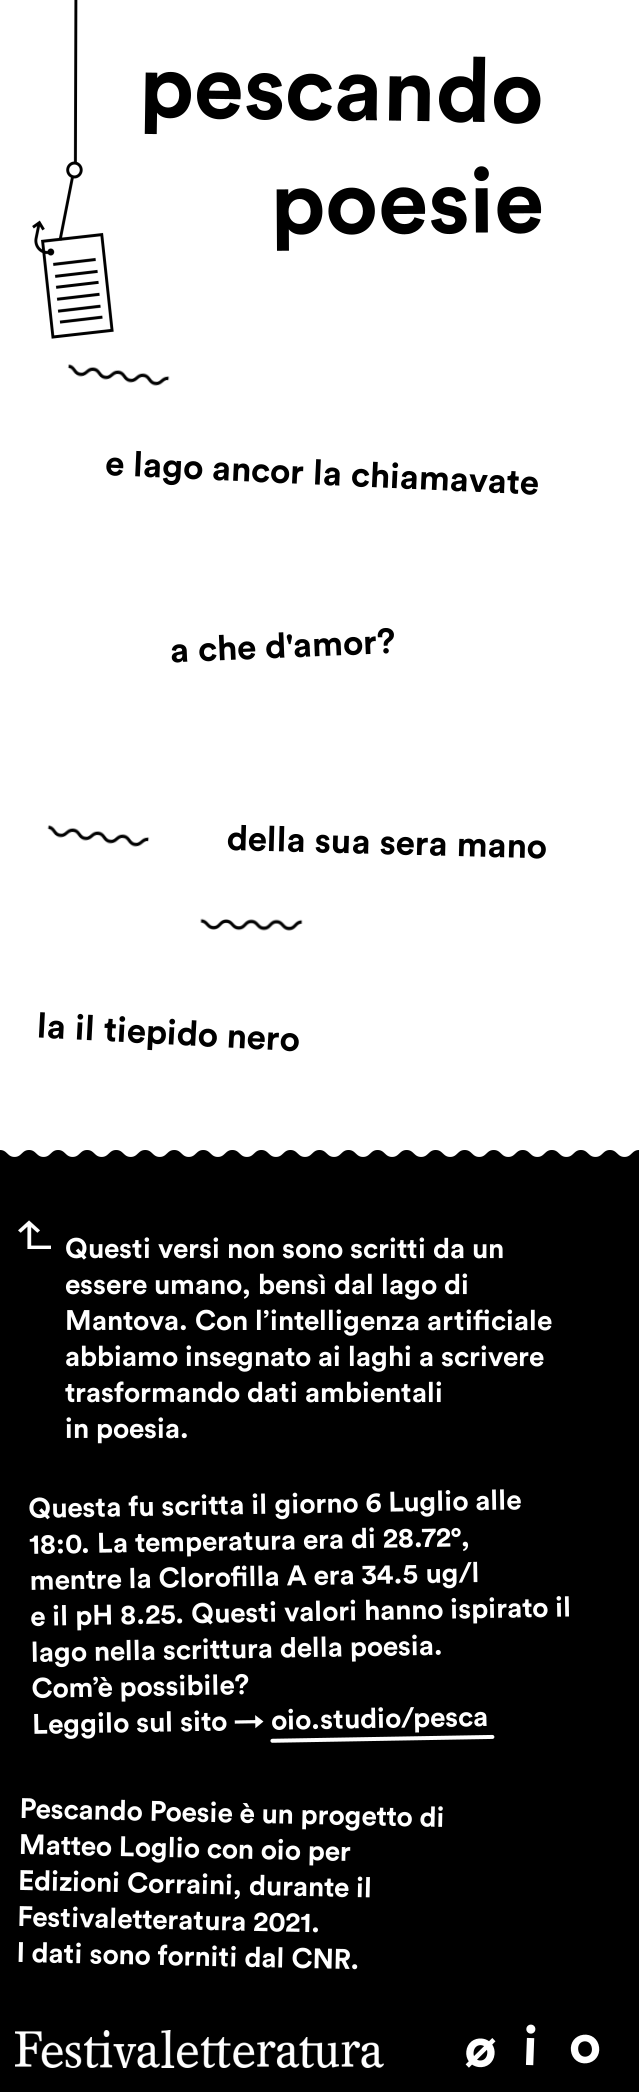 pescando
poesie
e lago ancor la chiamavate
a che d'amor?
della sua sera mano
la il tiepido nero
Questi versi non sono scritti da un
essere umano, bensì dal lago di
Mantova. Con l’intelligenza artificiale
abbiamo insegnato ai laghi a scrivere
trasformando dati ambientali
in poesia.
Questa fu scritta il giorno 6 Luglio alle
18:0. La temperatura era di 28.72°,
mentre la Clorofilla A era 34.5 ug/l
e il pH 8.25. Questi valori hanno ispirato il
lago nella scrittura della poesia.
Com’è possibile?
Leggilo sul sito → oio.studio/pesca
Pescando Poesie è un progetto di
Matteo Loglio con oio per
Edizioni Corraini, durante il
Festivaletteratura 2021.
I dati sono forniti dal CNR.
Festivaletteratura ø i o